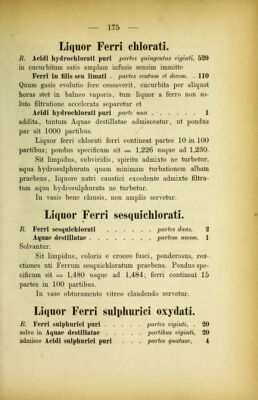 — 175 —
Liquor Ferri chlorati.
R. Acidi hydrochlorati puri partes quingentas viginti, 520
in cucurbitam satis amplam infusis sensim inmitte
Ferri in filis sen limati . partes centum et decem. . 110
Quum gasis evolutio fere cessaverit, cucurbita per aliquot
horas stet in balneo vaporis, tum liquor a ferro non so-
luto filtratione accelerata separetur et
Acidi hydrochlorati puri parte una . . . . . . . 1
addita, tantum Aquae destillatae admisceatur, ut pondus
par sit 1000 partibus.
Liquor ferri chlorati ferri contineat partes 10 in 100
partibus; pondus specificum sit = 1,226 usque ad 1,230.
Sit limpidus, subviridis, spiritu admixto ne turbetur,
aqua hydrosulphurata quam minimam turbationem albam
praebens, liquore natri caustici excedente admixto filtra-
tum aqua hydrosulphurata ne turbetur.
In vasis bene clausis, non amplis servetur.
Liquor Ferri sesquichlorati.
R. Ferri sesquichlorati . . . . . . partes duas, 2
Aquae destillatae . . . . . . . partem unam. 1
Solvantur.
Sit limpidus, coloris e croceo fusci, ponderosus, rea-
ctiones uti Ferrum sesquichloratum praebens. Pondus spe-
cificum sit = 1,480 usque ad 1,484; ferri contineat 15
partes in 100 partibus.
In vase obturamento vitreo claudendo servetur.
Liquor Ferri sulphurici oxydati.
R. Ferri sulphurici puri . . . . . partes viginti, . 20
solve in Aquae destillatae . . . . . partibus viginti, 20
admisce Acidi sulphurici puri . . . partes quatuor, 4